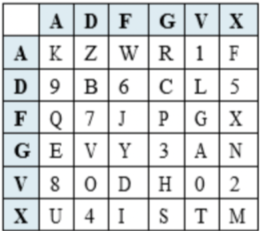 A D F G V X
A K Z W R 1 F
D 9 B 6 C L 5
F Q 7 J P G X
G E V Y 3 A N
V 8 O D H 0 2
X U 4 I S T M